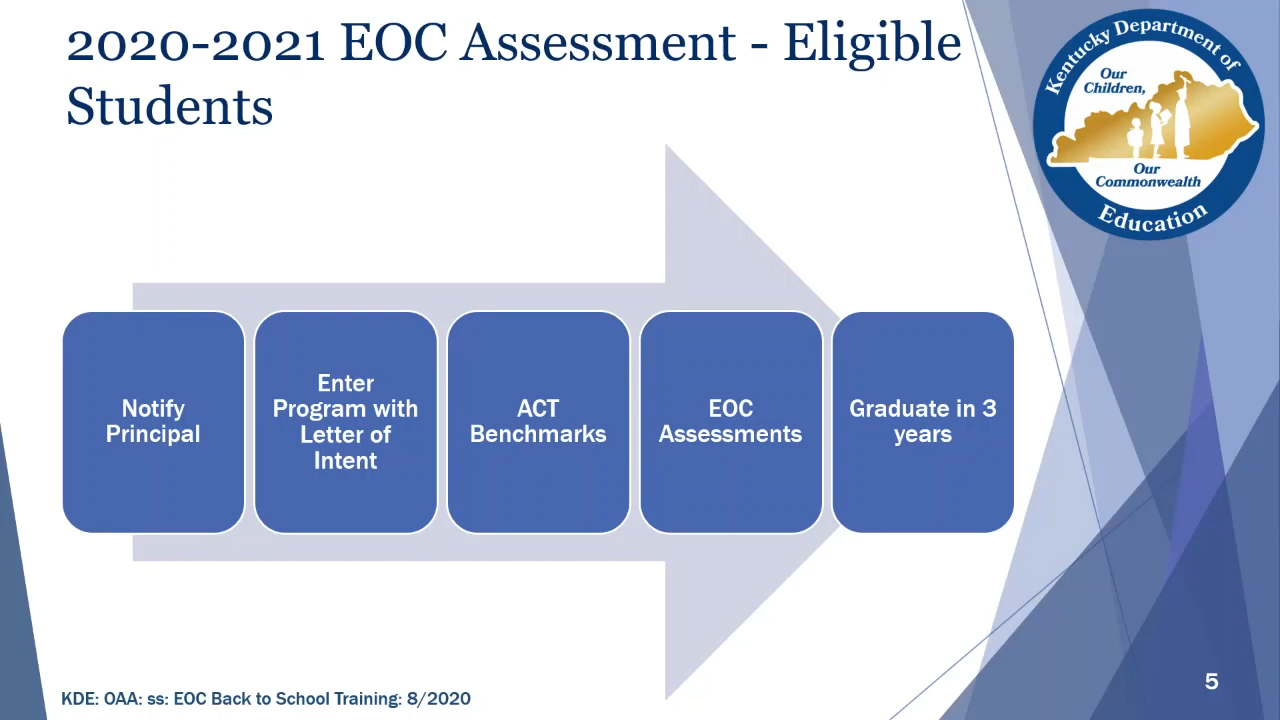 2020-2021 EOC Assessment - Eligible
Students
Kentucky Department of
Our
Children,
Our
Commonwealth
Education
Notify
Principal
Enter
Program with
Letter of
Intent
ACT
Benchmarks
EOC
Assessments
Graduate in 3
years
KDE: OAA: ss: EOC Back to School Training: 8/2020
5